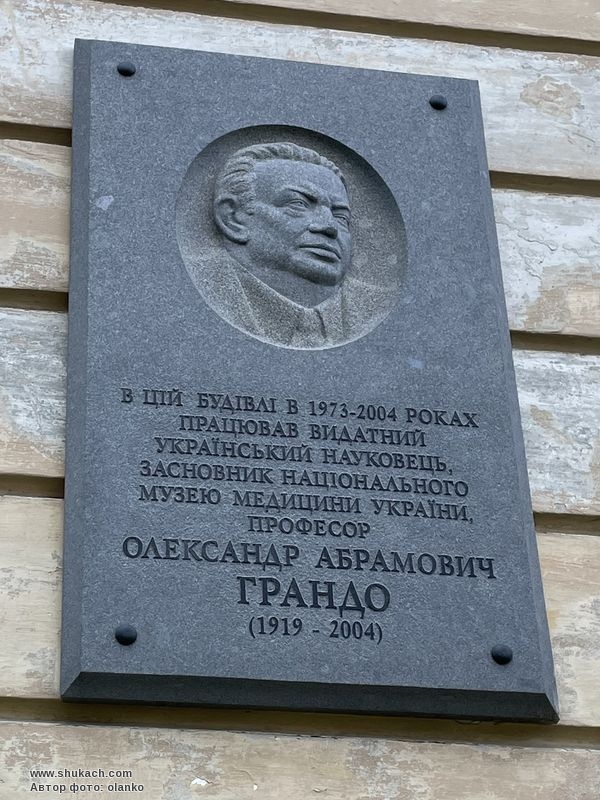 В ЦІЙ БУДІВЛІ В 1973-2004 РОКАХ
ПРАЦЮВАВ ВИДАТНИЙ
УКРАЇНСЬКИЙ НАУКОВЕЦЬ,
ЗАСНОВНИК НАЦІОНАЛЬНОГО
МУЗЕЮ МЕДИЦИНИ УКРАЇНИ,
ПРОФЕСОР
ОЛЕКСАНДР АБРАМОВИЧ
ГРАНДО
(1919 - 2004)
www.shukach.com
Автор фото: olanko